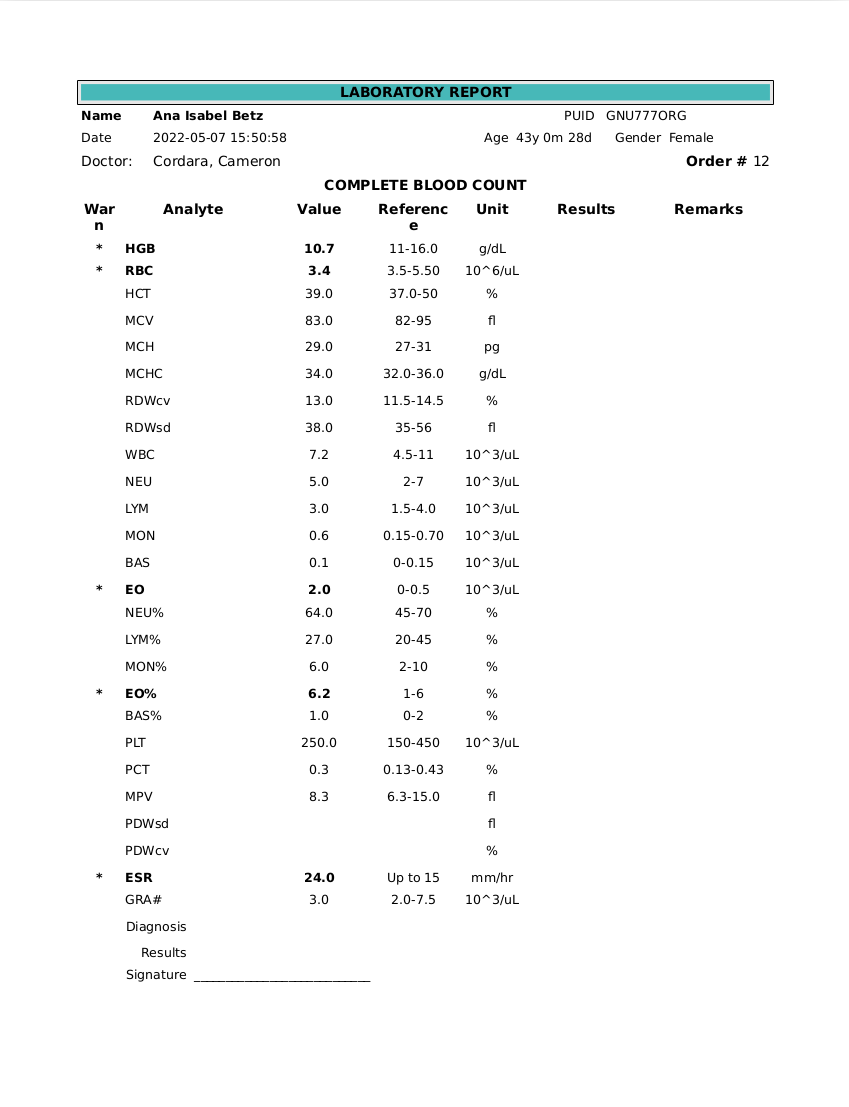 LABORATORY REPORT
Name Ana Isabel Betz PUID GNU777ORG
Date 2022-05-07 15:50:58 Age 43y 0m 28d Gender Female
Doctor: Cordara, Cameron Order # 12
COMPLETE BLOOD COUNT
War
n Analyte Value Referenc
e Unit Results Remarks
* HGB 10.7 11-16.0 g/dL
* RBC 3.4 3.5-5.50 10^6/uL
HCT 39.0 37.0-50 %
MCV 83.0 82-95 fl
MCH 29.0 27-31 pg
MCHC 34.0 32.0-36.0 g/dL
RDWcv 13.0 11.5-14.5 %
RDWsd 38.0 35-56 fl
WBC 7.2 4.5-11 10^3/uL
NEU 5.0 2-7 10^3/uL
LYM 3.0 1.5-4.0 10^3/uL
MON 0.6 0.15-0.70 10^3/uL
BAS 0.1 0-0.15 10^3/uL
* EO 2.0 0-0.5 10^3/uL
NEU% 64.0 45-70 %
LYM% 27.0 20-45 %
MON% 6.0 2-10 %
* EO% 6.2 1-6 %
BAS% 1.0 0-2 %
PLT 250.0 150-450 10^3/uL
PCT 0.3 0.13-0.43 %
MPV 8.3 6.3-15.0 fl
PDWsd fl
PDWcv %
* ESR 24.0 Up to 15 mm/hr
GRA# 3.0 2.0-7.5 10^3/uL
Diagnosis
Results
Signature ___________________________